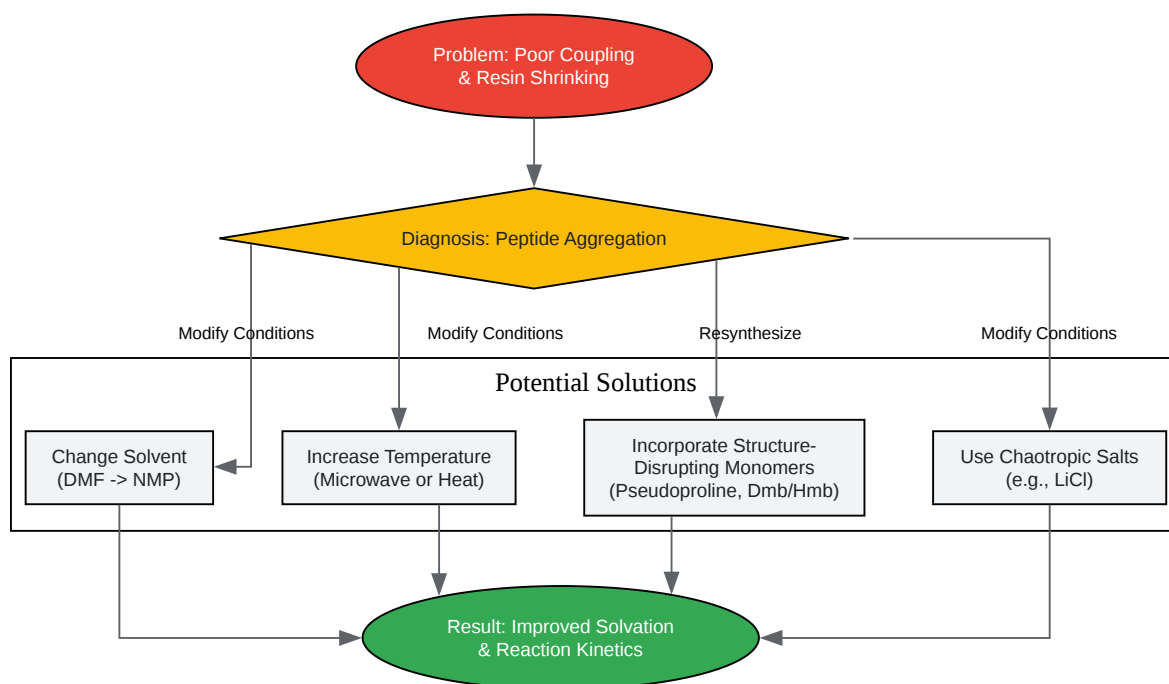 Problem: Poor Coupling
& Resin Shrinking
Diagnosis: Peptide Aggregation
Modify Conditions
Modify Conditions
Resynthesize
Modify Conditions
Potential Solutions
Change Solvent
(DMF -> NMP)
Increase Temperature
(Microwave or Heat)
Incorporate Structure-
Disrupting Monomers
(Pseudoproline, Dmb/Hmb)
Use Chaotropic Salts
(e.g., LiCl)
Result: Improved Solvation
& Reaction Kinetics